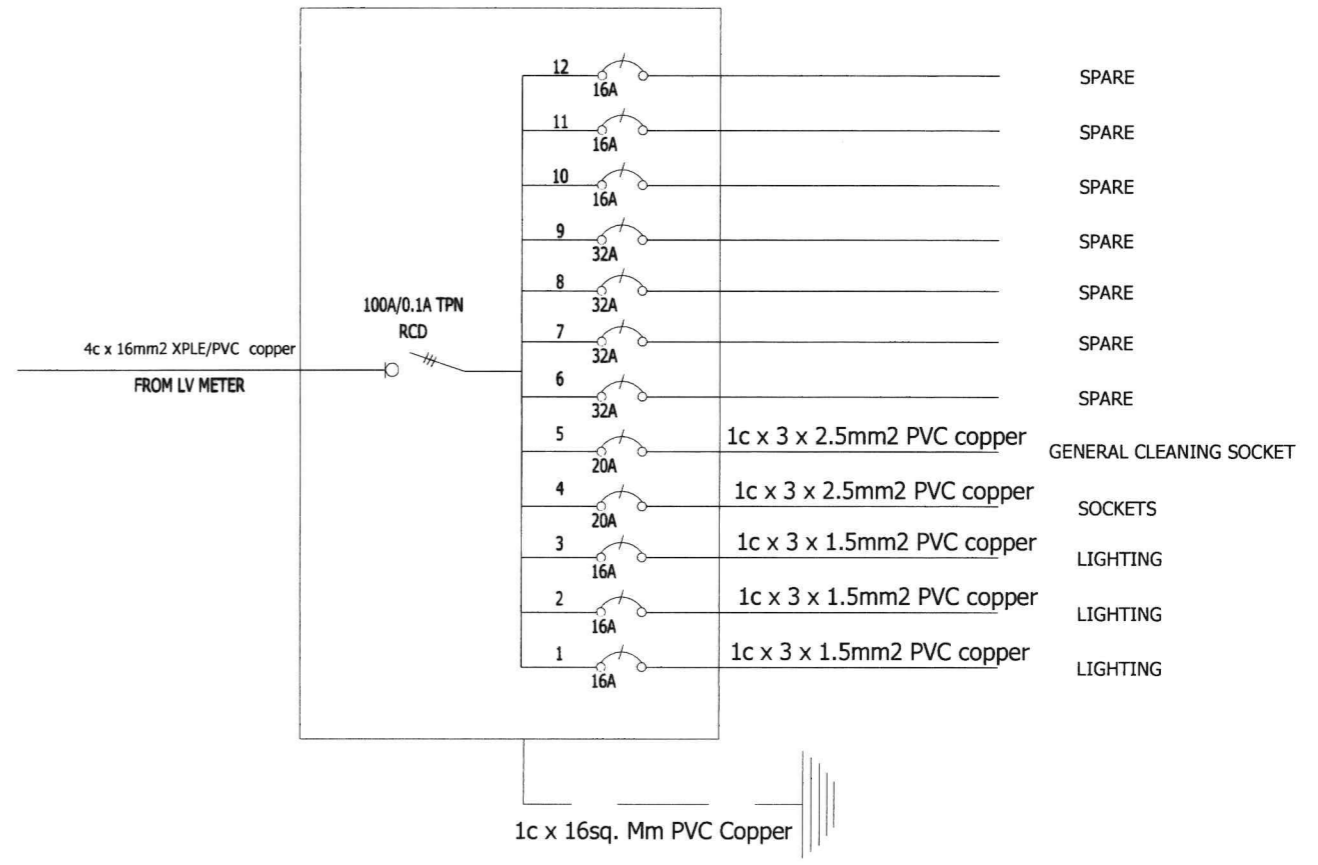 12
16A
SPARE
11
16A
SPARE
10
16A
SPARE
9
32A
SPARE
8
32A
SPARE
100A/0.1A TPN
RCD
7
32A
SPARE
4c x 16mm2 XPLE/PVC copper
FROM LV METER
6
32A
SPARE
5
20A
1c x 3 x 2.5mm2 PVC copper
GENERAL CLEANING SOCKET
4
20A
1c x 3 x 2.5mm2 PVC copper
SOCKETS
3
16A
1c x 3 x 1.5mm2 PVC copper
LIGHTING
2
16A
1c x 3 x 1.5mm2 PVC copper
LIGHTING
1
16A
1c x 3 x 1.5mm2 PVC copper
LIGHTING
1c x 16sq. Mm PVC Copper